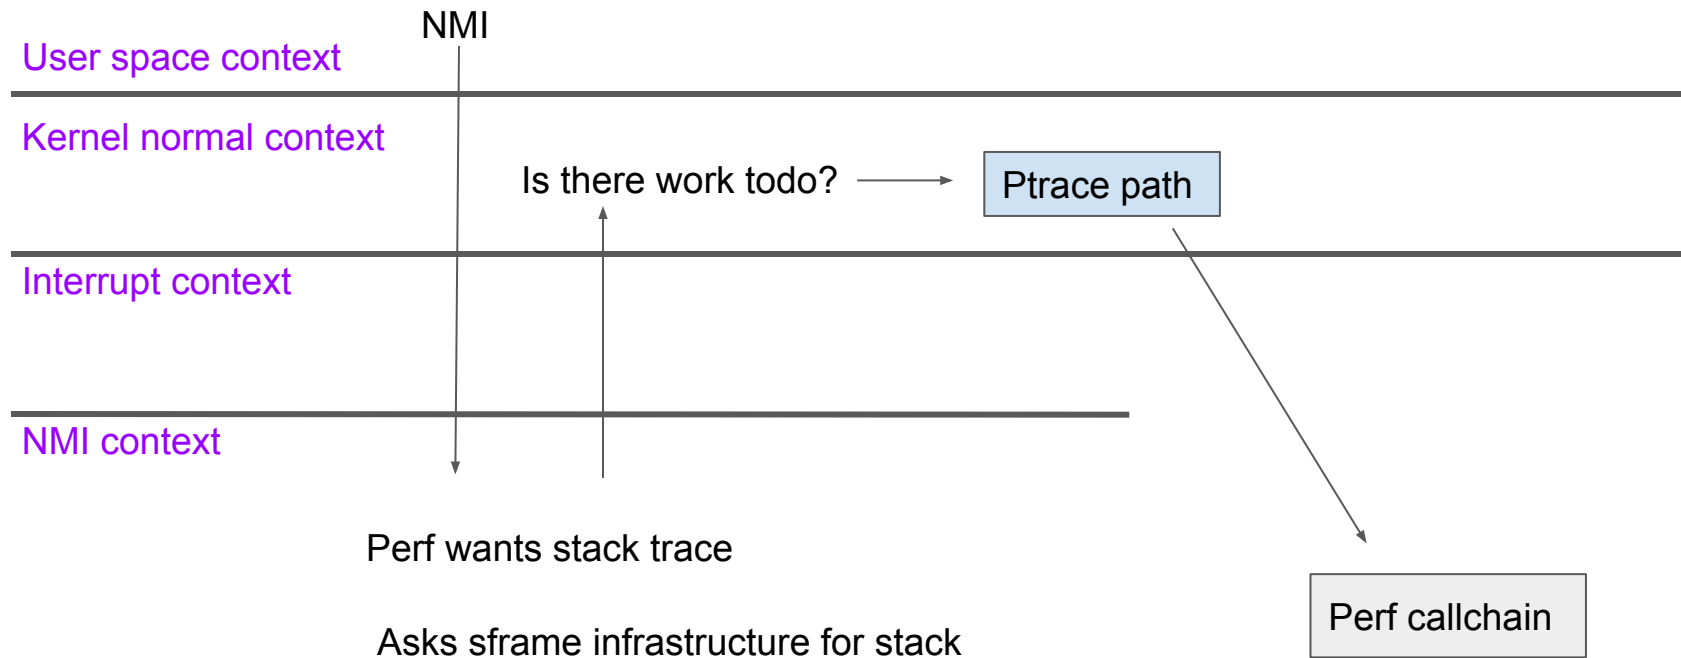 NMI
User space context
Kernel normal context
Is there work todo?
Ptrace path
Interrupt context
NMI context
Perf wants stack trace
Perf callchain
Asks sframe infrastructure for stack